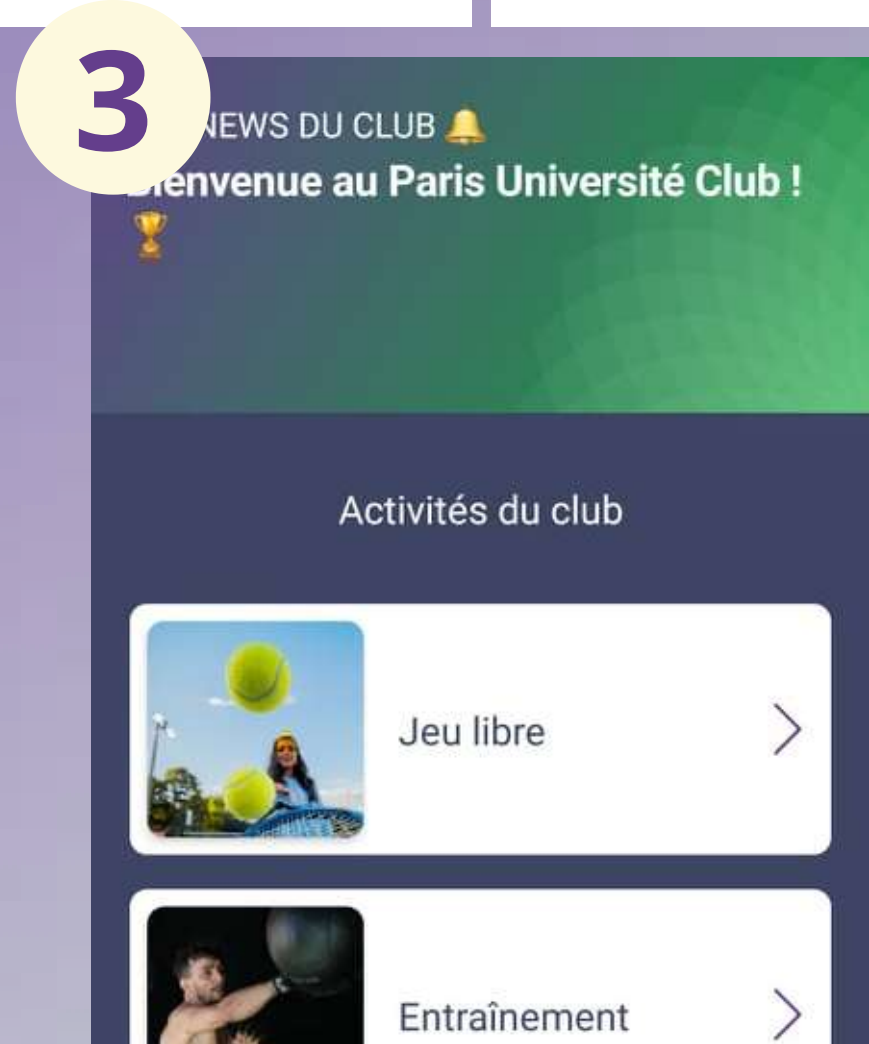 3
NEWS DU CLUB 🔔
Bienvenue au Paris Université Club !
🏆
Activités du club
Jeu libre
Entraînement